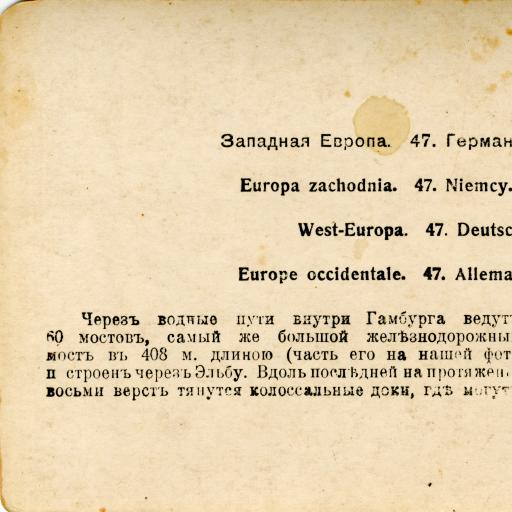 Западная Европа. 47. Герман
Europa zachodnia. 47. Niemcy.
West-Europa. 47. Deutsc
Europe occidentale. 47. Allema
Черезъ водные пути внутри Гамбурга ведут
60 мостовъ, самый же большой желѣзнодорожны
мостъ въ 408 м. длиною (часть его на нашей фот
п строенъ черезъ Эльбу. Вдоль послѣдней на протяжен
восьми верстъ тянутся колоссальные доки, гдѣ могут